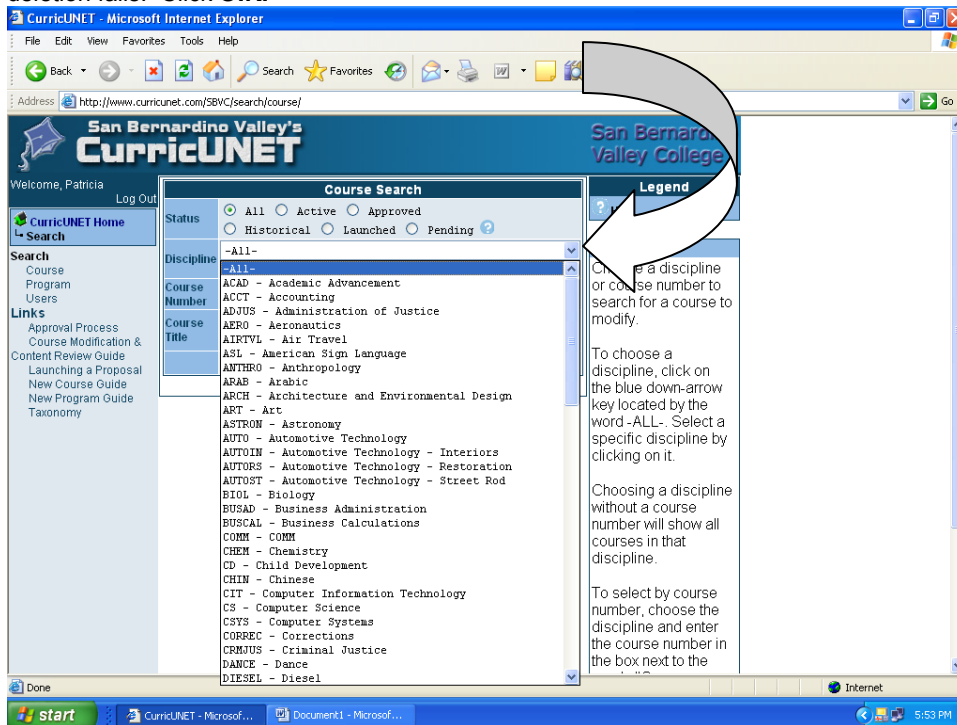 CurricUNET - Microsoft Internet Explorer
File Edit View Favorites Tools Help
Back Search Favorites
Address http://www.curricunet.com/SBVC/search/course/ Go
San Bernardino Valley's
CurricUNET
San Bernardi
Valley College
Welcome, Patricia
Log Out
CurricUNET Home
Search
Search
Course
Program
Users
Links
Approval Process
Course Modification &
Content Review Guide
Launching a Proposal
New Course Guide
New Program Guide
Taxonomy
Course Search
Status
All Active Approved
Historical Launched Pending ?
Discipline
-All-
Course
Number
Course
Title
-All-
ACAD - Academic Advancement
ACCT - Accounting
ADJUS - Administration of Justice
AERO - Aeronautics
AIRTVL - Air Travel
ASL - American Sign Language
ANTHRO - Anthropology
ARAB - Arabic
ARCH - Architecture and Environmental Design
ART - Art
ASTRON - Astronomy
AUTO - Automotive Technology
AUTOIN - Automotive Technology - Interiors
AUTORS - Automotive Technology - Restoration
AUTOST - Automotive Technology - Street Rod
BIOL - Biology
BUSAD - Business Administration
BUSCAL - Business Calculations
COMM - COMM
CHEM - Chemistry
CD - Child Development
CHIN - Chinese
CIT - Computer Information Technology
CS - Computer Science
CSYS - Computer Systems
CORREC - Corrections
CRMJUS - Criminal Justice
DANCE - Dance
DIESEL - Diesel
Legend
?
a discipline
or course number to
search for a course to
modify.
To choose a
discipline, click on
the blue down-arrow
key located by the
word -ALL-. Select a
specific discipline by
clicking on it.
Choosing a discipline
without a course
number will show all
courses in that
discipline.
To select by course
number, choose the
discipline and enter
the course number in
the box next to the
Done
Internet
start
CurricUNET - Microsof...
Document1 - Microsof...
5:53 PM